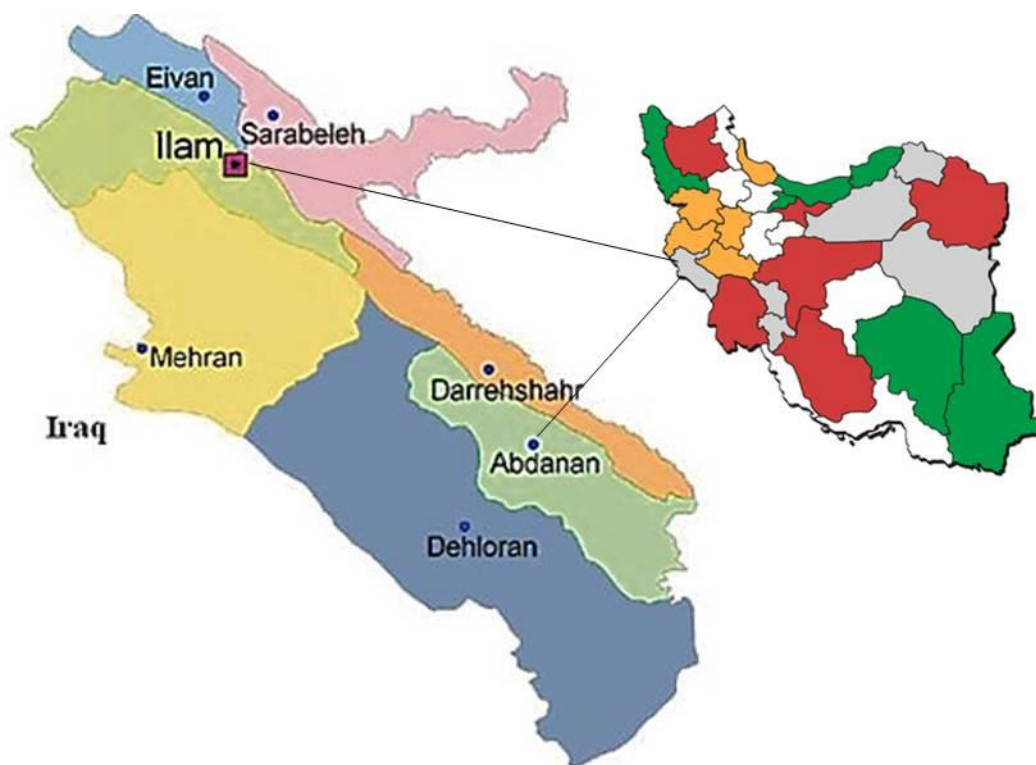 Eivan
Sarabeleh
Ilam
Mehran
Darrehshahr
Iraq
Abdanan
Dehloran